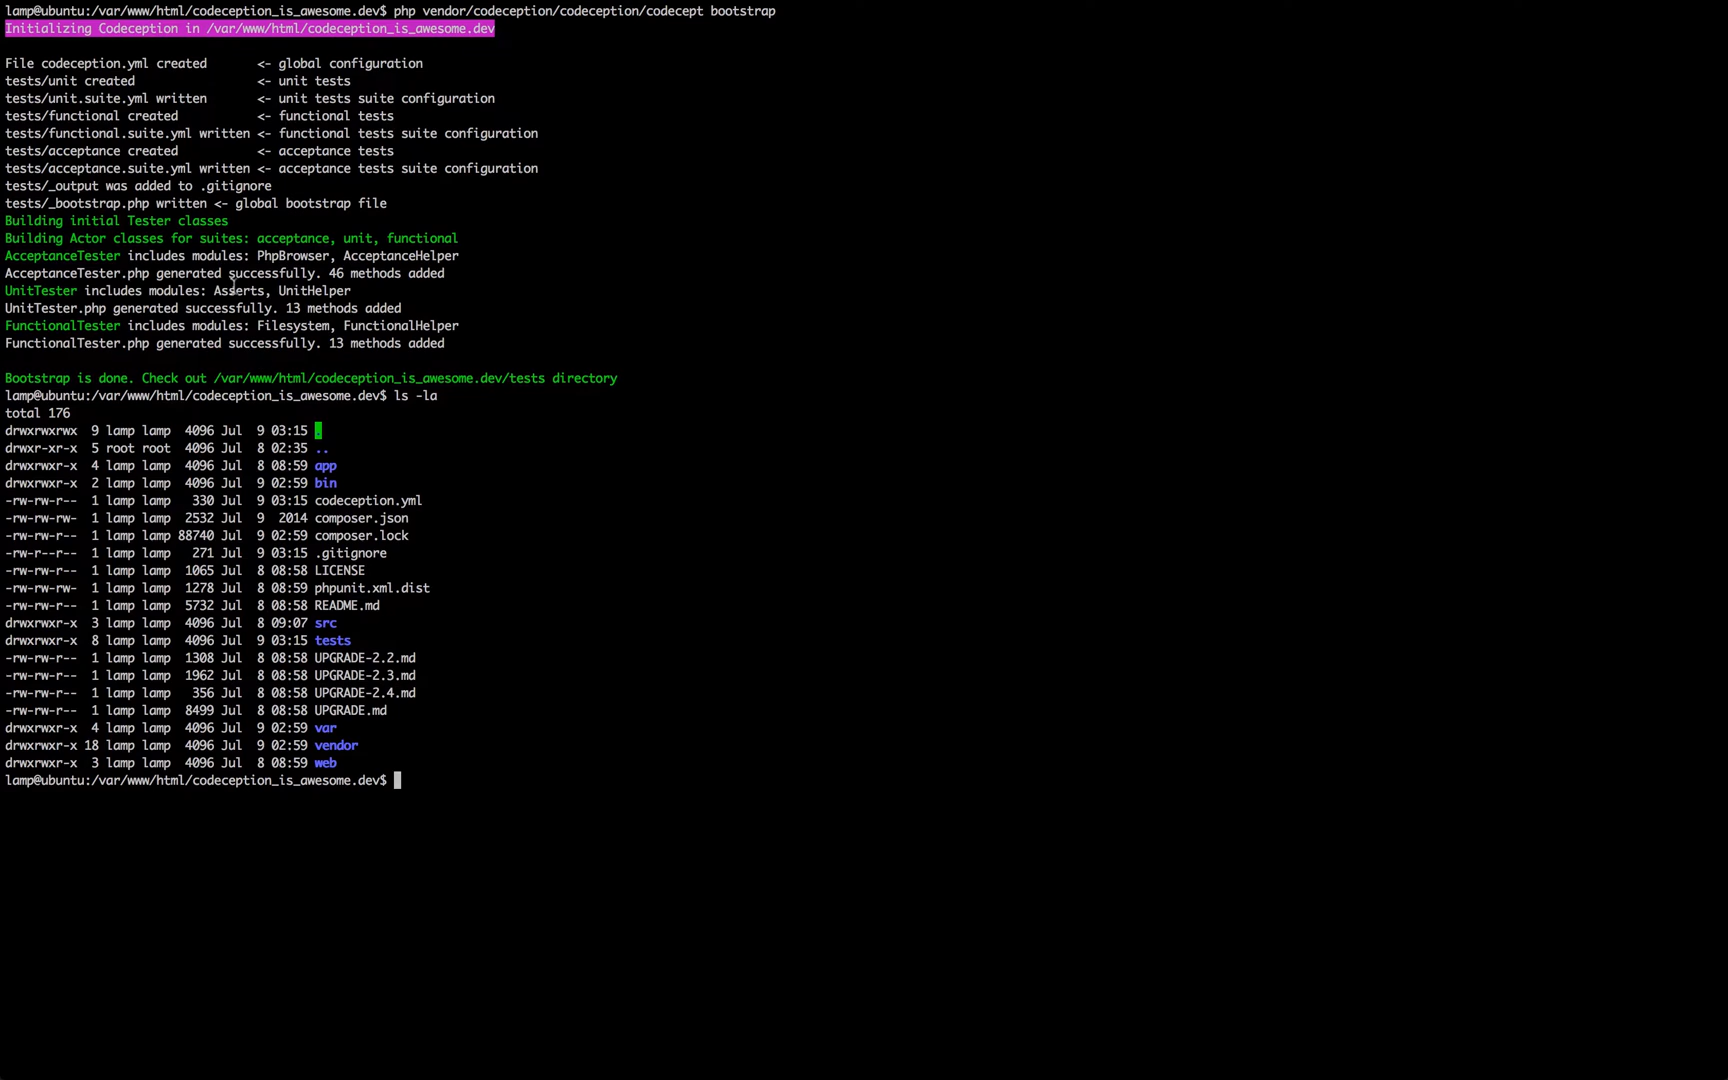 lamp@ubuntu:/var/www/html/codeception_is_awesome.dev$ php vendor/codeception/codeception/codecept bootstrap
Initializing Codeception in /var/www/html/codeception_is_awesome.dev
File codeception.yml created       <- global configuration
tests/unit created                 <- unit tests
tests/unit.suite.yml written       <- unit tests suite configuration
tests/functional created           <- functional tests
tests/functional.suite.yml written <- functional tests suite configuration
tests/acceptance created           <- acceptance tests
tests/acceptance.suite.yml written <- acceptance tests suite configuration
tests/_output was added to .gitignore
tests/_bootstrap.php written <- global bootstrap file
Building initial Tester classes
Building Actor classes for suites: acceptance, unit, functional
AcceptanceTester includes modules: PhpBrowser, AcceptanceHelper
AcceptanceTester.php generated successfully. 46 methods added
UnitTester includes modules: Asserts, UnitHelper
UnitTester.php generated successfully. 13 methods added
FunctionalTester includes modules: Filesystem, FunctionalHelper
FunctionalTester.php generated successfully. 13 methods added
Bootstrap is done. Check out /var/www/html/codeception_is_awesome.dev/tests directory
lamp@ubuntu:/var/www/html/codeception_is_awesome.dev$ ls -la
total 176
drwxrwxrwx  9 lamp lamp  4096 Jul  9 03:15 .
drwxr-xr-x  5 root root  4096 Jul  8 02:35 ..
drwxrwxr-x  4 lamp lamp  4096 Jul  8 08:59 app
drwxrwxr-x  2 lamp lamp  4096 Jul  9 02:59 bin
-rw-rw-r--  1 lamp lamp   330 Jul  9 03:15 codeception.yml
-rw-rw-rw-  1 lamp lamp  2532 Jul  9  2014 composer.json
-rw-rw-r--  1 lamp lamp 88740 Jul  9 02:59 composer.lock
-rw-r--r--  1 lamp lamp   271 Jul  9 03:15 .gitignore
-rw-rw-r--  1 lamp lamp  1065 Jul  8 08:58 LICENSE
-rw-rw-rw-  1 lamp lamp  1278 Jul  8 08:59 phpunit.xml.dist
-rw-rw-r--  1 lamp lamp  5732 Jul  8 08:58 README.md
drwxrwxr-x  3 lamp lamp  4096 Jul  8 09:07 src
drwxrwxr-x  8 lamp lamp  4096 Jul  9 03:15 tests
-rw-rw-r--  1 lamp lamp  1308 Jul  8 08:58 UPGRADE-2.2.md
-rw-rw-r--  1 lamp lamp  1962 Jul  8 08:58 UPGRADE-2.3.md
-rw-rw-r--  1 lamp lamp   356 Jul  8 08:58 UPGRADE-2.4.md
-rw-rw-r--  1 lamp lamp  8499 Jul  8 08:58 UPGRADE.md
drwxrwxr-x  4 lamp lamp  4096 Jul  9 02:59 var
drwxrwxr-x 18 lamp lamp  4096 Jul  9 02:59 vendor
drwxrwxr-x  3 lamp lamp  4096 Jul  8 08:59 web
lamp@ubuntu:/var/www/html/codeception_is_awesome.dev$